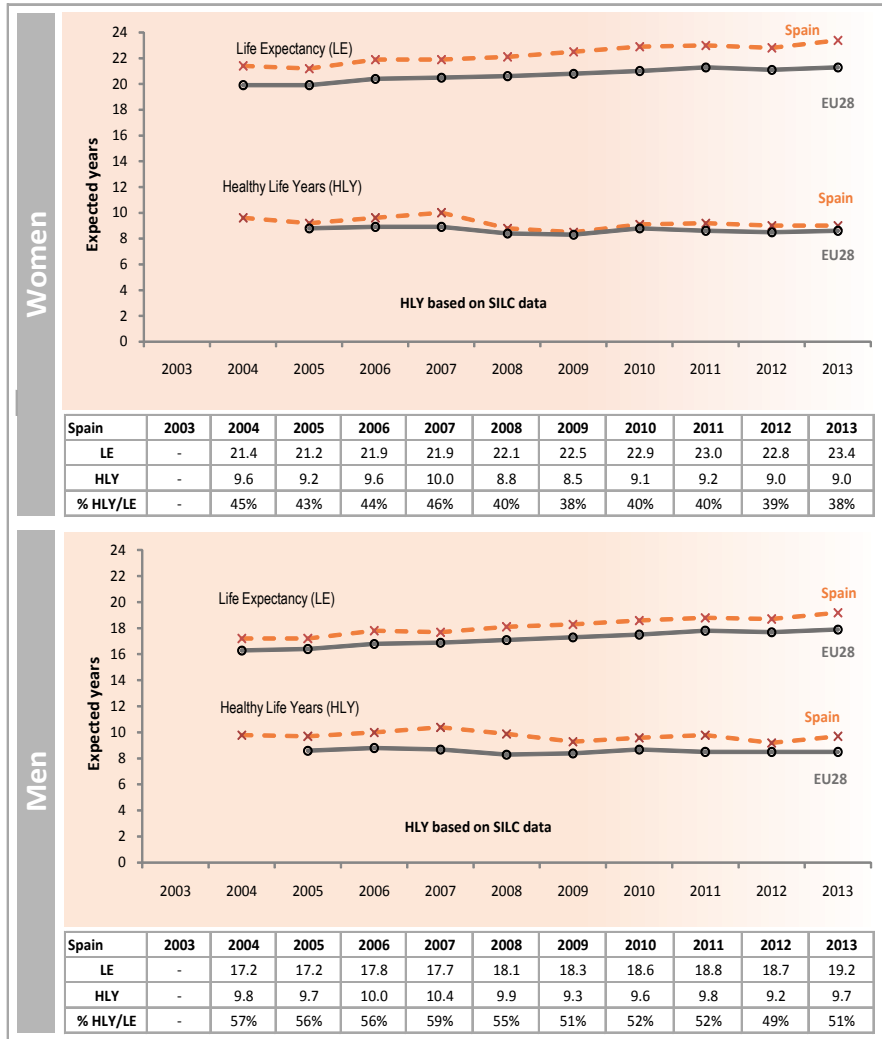 Women
Expected years
24
22
20
18
16
14
12
10
8
6
4
2
0
Life Expectancy (LE)
Spain
EU28
Healthy Life Years (HLY)
Spain
EU28
HLY based on SILC data
2003 2004 2005 2006 2007 2008 2009 2010 2011 2012 2013
Spain 2003 2004 2005 2006 2007 2008 2009 2010 2011 2012 2013
LE - 21.4 21.2 21.9 21.9 22.1 22.5 22.9 23.0 22.8 23.4
HLY - 9.6 9.2 9.6 10.0 8.8 8.5 9.1 9.2 9.0 9.0
% HLY/LE - 45% 43% 44% 46% 40% 38% 40% 40% 39% 38%
Men
Expected years
24
22
20
18
16
14
12
10
8
6
4
2
0
Life Expectancy (LE)
Spain
EU28
Healthy Life Years (HLY)
Spain
EU28
HLY based on SILC data
2003 2004 2005 2006 2007 2008 2009 2010 2011 2012 2013
Spain 2003 2004 2005 2006 2007 2008 2009 2010 2011 2012 2013
LE - 17.2 17.2 17.8 17.7 18.1 18.3 18.6 18.8 18.7 19.2
HLY - 9.8 9.7 10.0 10.4 9.9 9.3 9.6 9.8 9.2 9.7
% HLY/LE - 57% 56% 56% 59% 55% 51% 52% 52% 49% 51%